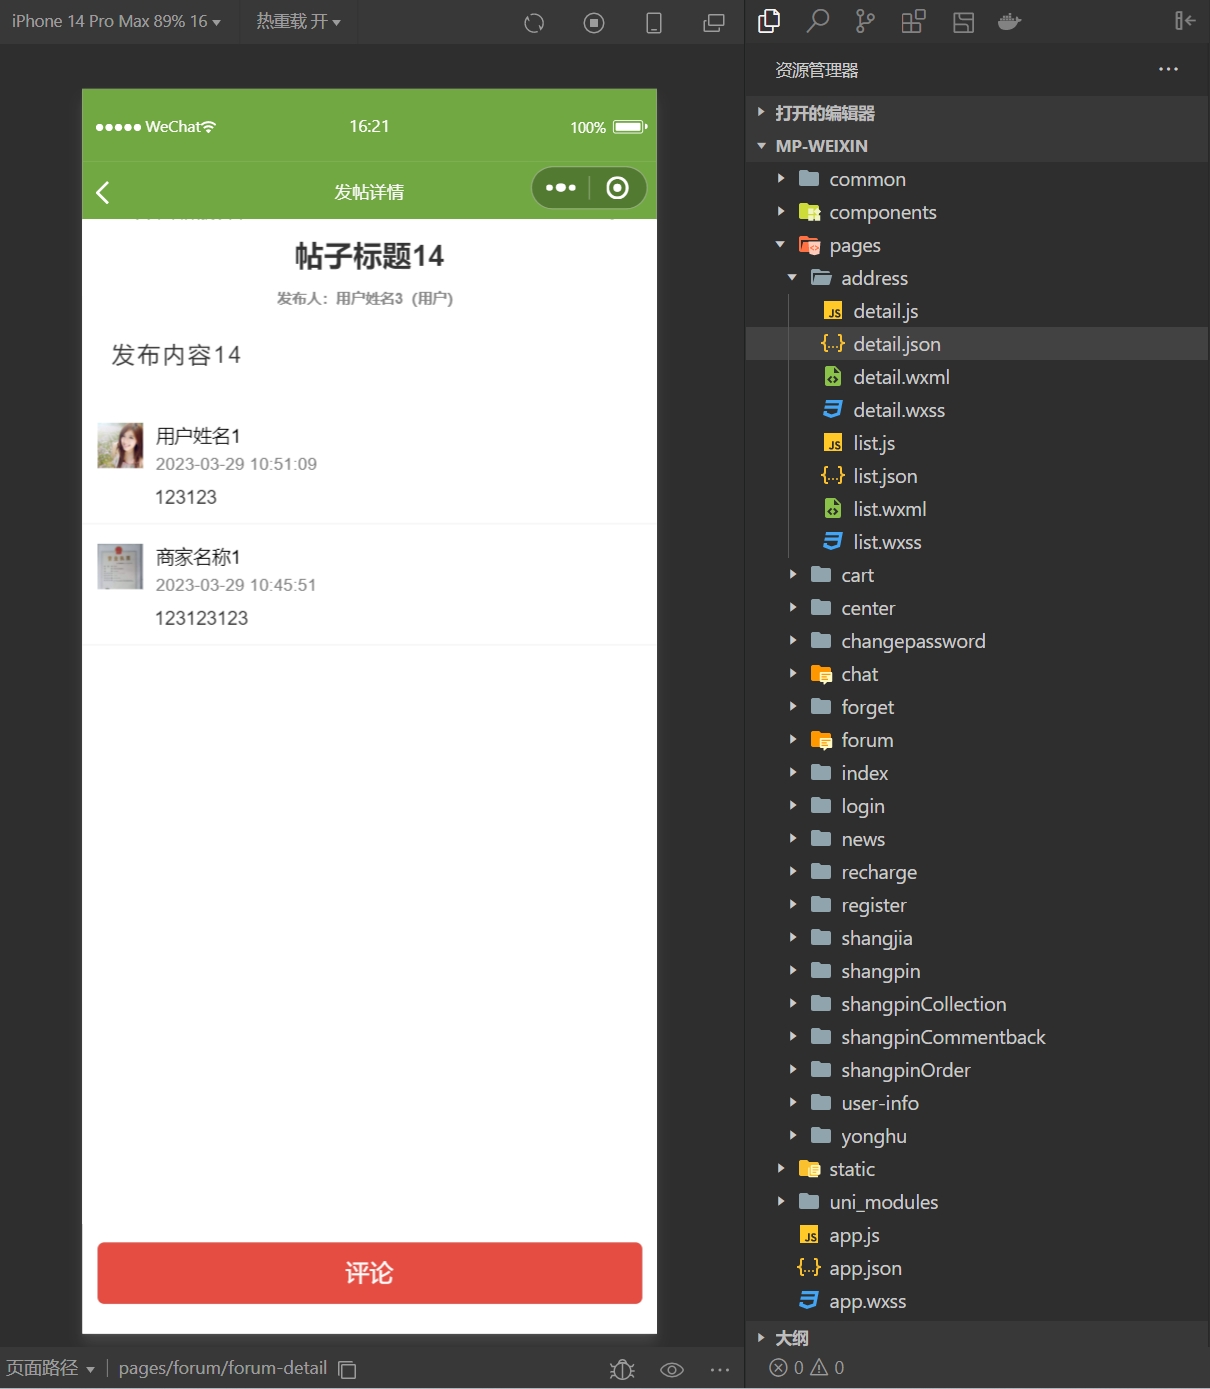 iPhone 14 Pro Max 89% 16
热重载 开
WeChat
16:21
100%
发帖详情
帖子标题14
发布人：用户姓名3（用户）
发布内容14
用户姓名1
2023-03-29 10:51:09
123123
商家名称1
2023-03-29 10:45:51
123123123
评论
页面路径
pages/forum/forum-detail
资源管理器
打开的编辑器
MP-WEIXIN
common
components
pages
address
detail.js
detail.json
detail.wxml
detail.wxss
list.js
list.json
list.wxml
list.wxss
cart
center
changepassword
chat
forget
forum
index
login
news
recharge
register
shangjia
shangpin
shangpinCollection
shangpinCommentback
shangpinOrder
user-info
yonghu
static
uni_modules
app.js
app.json
app.wxss
大纲
0
0